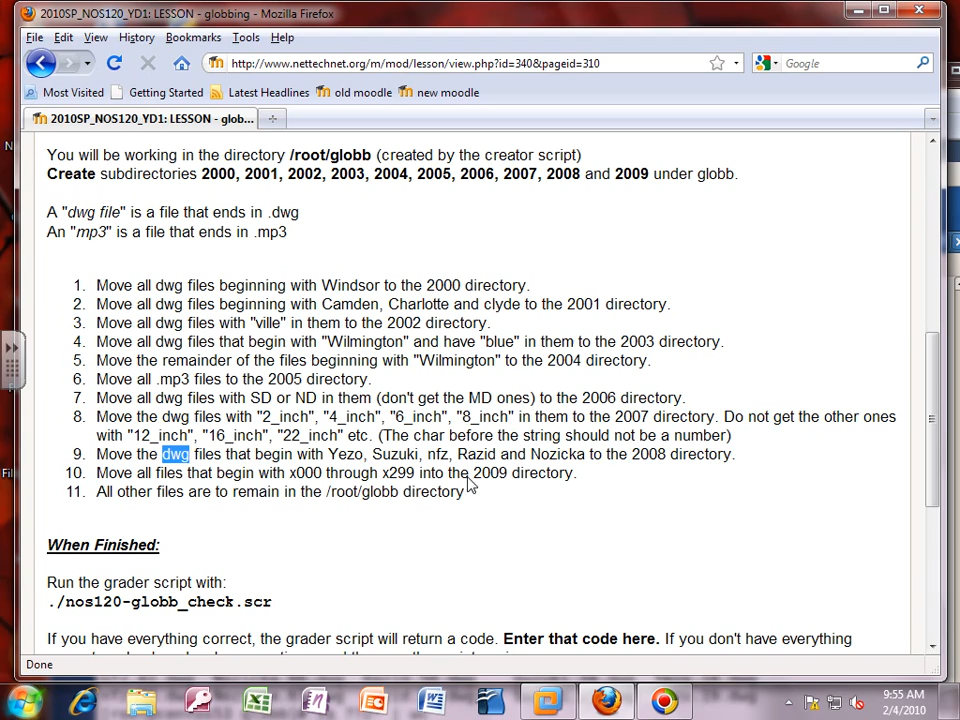 2010SP_NOS120_YD1: LESSON - globbing - Mozilla Firefox
File Edit View History Bookmarks Tools Help
http://www.nettechnet.org/m/mod/lesson/view.php?id=340&pageid=310
Google
Most Visited Getting Started Latest Headlines old moodle new moodle
2010SP_NOS120_YD1: LESSON - glob...
You will be working in the directory /root/globb (created by the creator script)
Create subdirectories 2000, 2001, 2002, 2003, 2004, 2005, 2006, 2007, 2008 and 2009 under globb.
A "dwg file" is a file that ends in .dwg
An "mp3" is a file that ends in .mp3
1. Move all dwg files beginning with Windsor to the 2000 directory.
2. Move all dwg files beginning with Camden, Charlotte and clyde to the 2001 directory.
3. Move all dwg files with "ville" in them to the 2002 directory.
4. Move all dwg files that begin with "Wilmington" and have "blue" in them to the 2003 directory.
5. Move the remainder of the files beginning with "Wilmington" to the 2004 directory.
6. Move all .mp3 files to the 2005 directory.
7. Move all dwg files with SD or ND in them (don't get the MD ones) to the 2006 directory.
8. Move the dwg files with "2_inch", "4_inch", "6_inch", "8_inch" in them to the 2007 directory. Do not get the other ones
with "12_inch", "16_inch", "22_inch" etc. (The char before the string should not be a number)
9. Move the dwg files that begin with Yezo, Suzuki, nfz, Razid and Nozicka to the 2008 directory.
10. Move all files that begin with x000 through x299 into the 2009 directory.
11. All other files are to remain in the /root/globb directory
When Finished:
Run the grader script with:
./nos120-globb_check.scr
If you have everything correct, the grader script will return a code. Enter that code here. If you don't have everything
Done
9:55 AM
2/4/2010